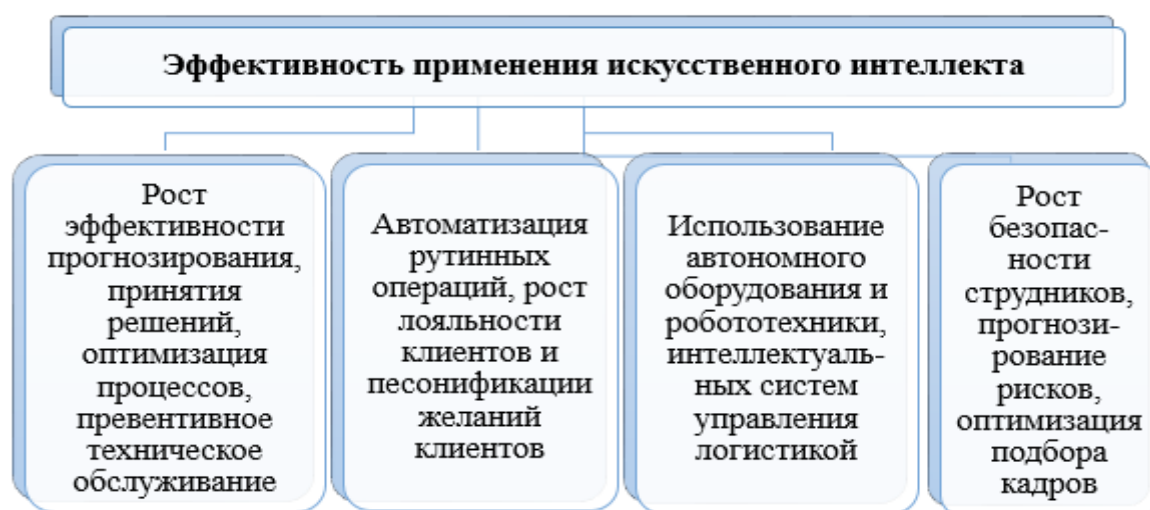 Эффективность применения искусственного интеллекта
Рост
эффективности
прогнозирования,
принятия
решений,
оптимизация
процессов,
превентивное
техническое
обслуживание
Автоматизация
рутинных
операций, рост
лояльности
клиентов и
песонификации
желаний
клиентов
Использование
автономного
оборудования и
робототехники,
интеллектуаль-
ных систем
управления
логистикой
Рост
безопас-
ности
струдников,
прогнози-
рование
рисков,
оптимизация
подбора
кадров